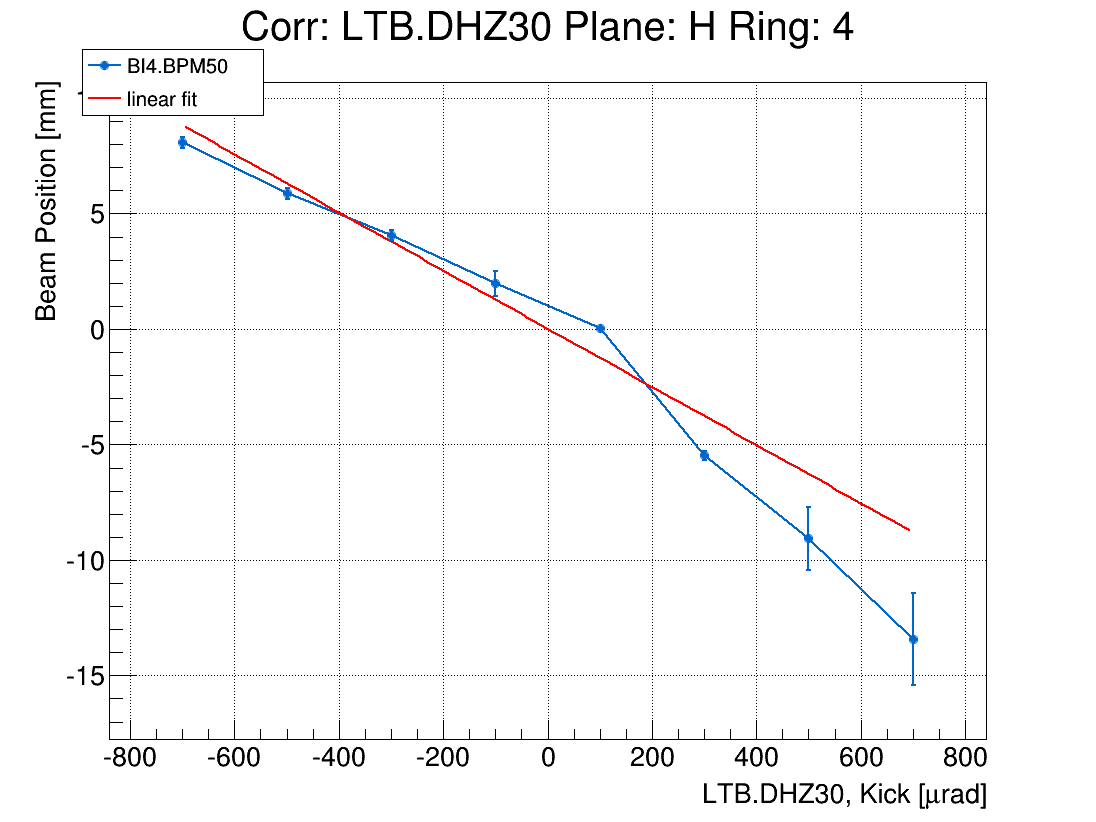 Corr: LTB.DHZ30 Plane: H Ring: 4
BI4.BPM50
linear fit
Beam Position [mm]
5
0
-5
-10
-15
-800 -600 -400 -200 0 200 400 600 800
LTB.DHZ30, Kick [μrad]